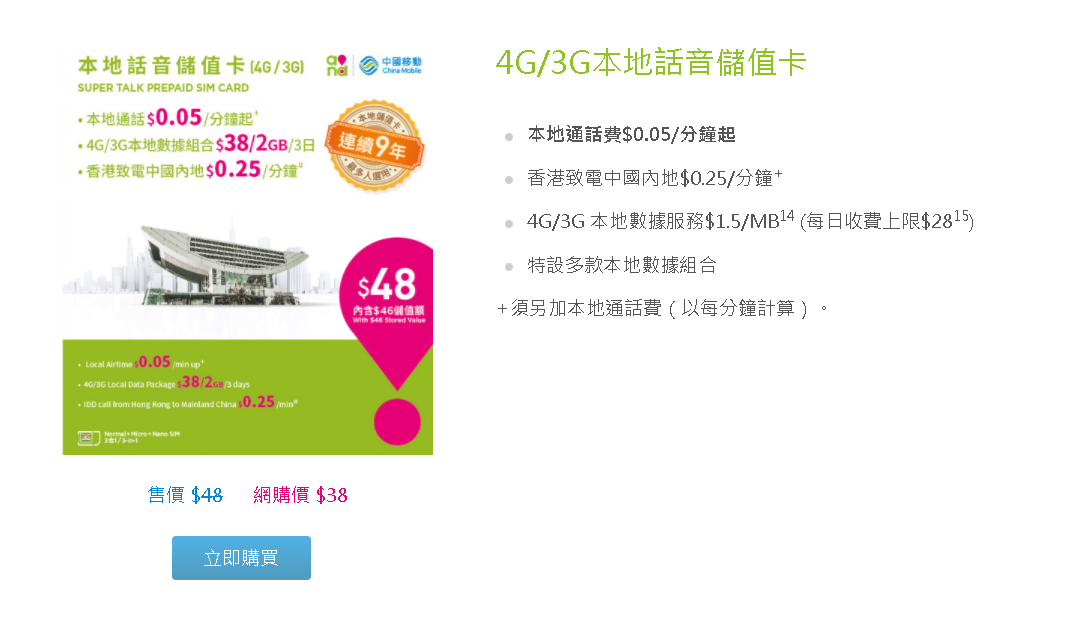 本地話音儲值卡 (4G / 3G)
中國移動
China Mobile
SUPER TALK PREPAID SIM CARD
• 本地通話$0.05/分鐘起+
• 4G/3G本地數據組合$38/2GB/3日
• 香港致電中國內地$0.25/分鐘#
本地儲值卡
連續9年
最多人選用
$48
內含$46儲值額
With $46 Stored Value
• Local Airtime $0.05 /min up+
• 4G/3G Local Data Package $38/2GB/3 days
• IDD call from Hong Kong to Mainland China $0.25 /min#
Normal+Micro+Nano SIM
3合1 / 3-in-1
售價 $48 網購價 $38
立即購買
4G/3G本地話音儲值卡
本地通話費$0.05/分鐘起
香港致電中國內地$0.25/分鐘+
4G/3G 本地數據服務$1.5/MB14 (每日收費上限$2815)
特設多款本地數據組合
+ 須另加本地通話費（以每分鐘計算）。